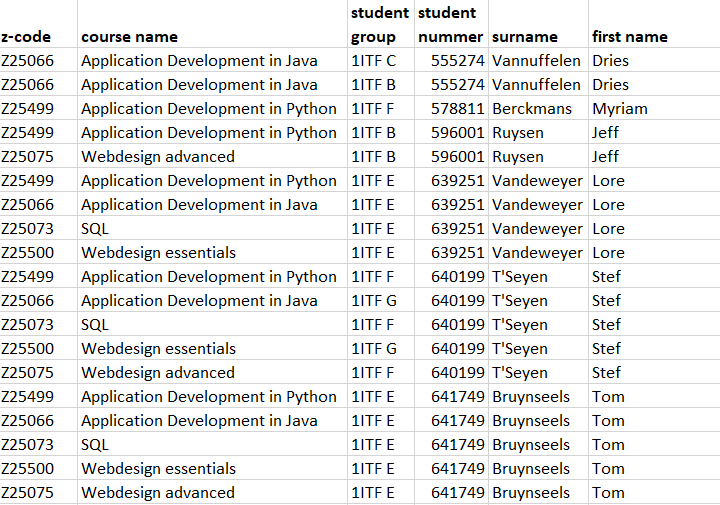 z-code course name student group student nummer surname first name
Z25066 Application Development in Java 1ITF C 555274 Vannuffelen Dries
Z25066 Application Development in Java 1ITF B 555274 Vannuffelen Dries
Z25499 Application Development in Python 1ITF F 578811 Berckmans Myriam
Z25499 Application Development in Python 1ITF B 596001 Ruysen Jeff
Z25075 Webdesign advanced 1ITF B 596001 Ruysen Jeff
Z25499 Application Development in Python 1ITF E 639251 Vandeweyer Lore
Z25066 Application Development in Java 1ITF E 639251 Vandeweyer Lore
Z25073 SQL 1ITF E 639251 Vandeweyer Lore
Z25500 Webdesign essentials 1ITF E 639251 Vandeweyer Lore
Z25499 Application Development in Python 1ITF F 640199 T'Seyen Stef
Z25066 Application Development in Java 1ITF G 640199 T'Seyen Stef
Z25073 SQL 1ITF F 640199 T'Seyen Stef
Z25500 Webdesign essentials 1ITF G 640199 T'Seyen Stef
Z25075 Webdesign advanced 1ITF F 640199 T'Seyen Stef
Z25499 Application Development in Python 1ITF E 641749 Bruynseels Tom
Z25066 Application Development in Java 1ITF E 641749 Bruynseels Tom
Z25073 SQL 1ITF E 641749 Bruynseels Tom
Z25500 Webdesign essentials 1ITF E 641749 Bruynseels Tom
Z25075 Webdesign advanced 1ITF E 641749 Bruynseels Tom